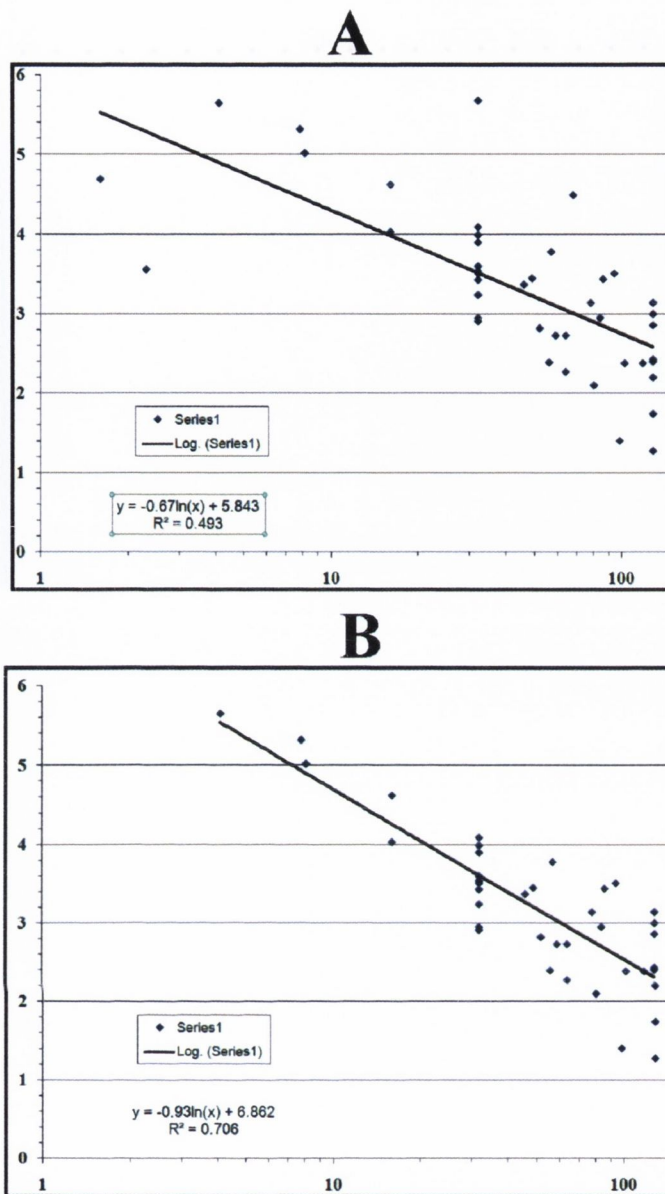 A
6
5
4
3
2
1
0
Series1
Log. (Series1)
y = -0.67ln(x) + 5.843
R² = 0.493
1 10 100
B
6
5
4
3
2
1
0
Series1
Log. (Series1)
y = -0.93ln(x) + 6.862
R² = 0.706
1 10 100